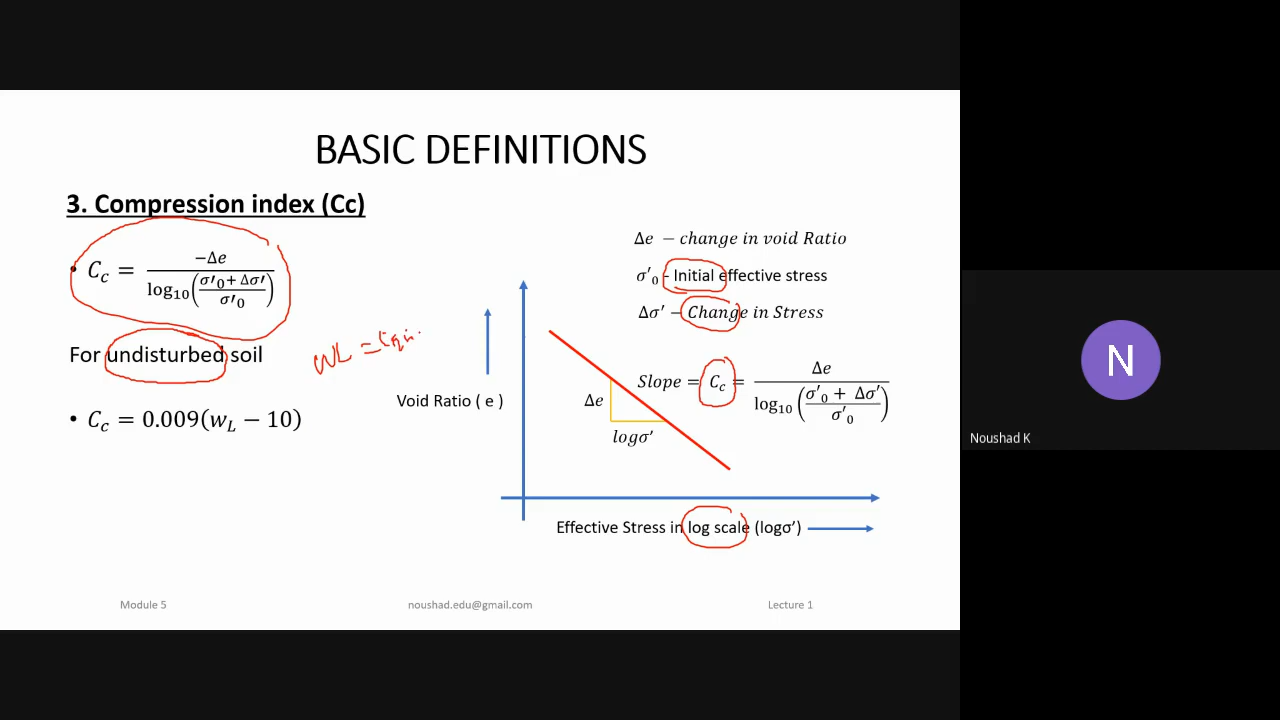 BASIC DEFINITIONS
3. Compression index (Cc)
• C_c = −Δe / log₁₀((σ′₀ + Δσ′) / σ′₀)
For undisturbed soil
WL =
• C_c = 0.009(w_L − 10)
Δe − change in void Ratio
σ′₀ - Initial effective stress
Δσ′ − Change in Stress
Slope = C_c = Δe / log₁₀((σ′₀ + Δσ′) / σ′₀)
Void Ratio ( e )
Δe
logσ′
Effective Stress in log scale (logσ′)
Module 5
noushad.edu@gmail.com
Lecture 1
N
Noushad K